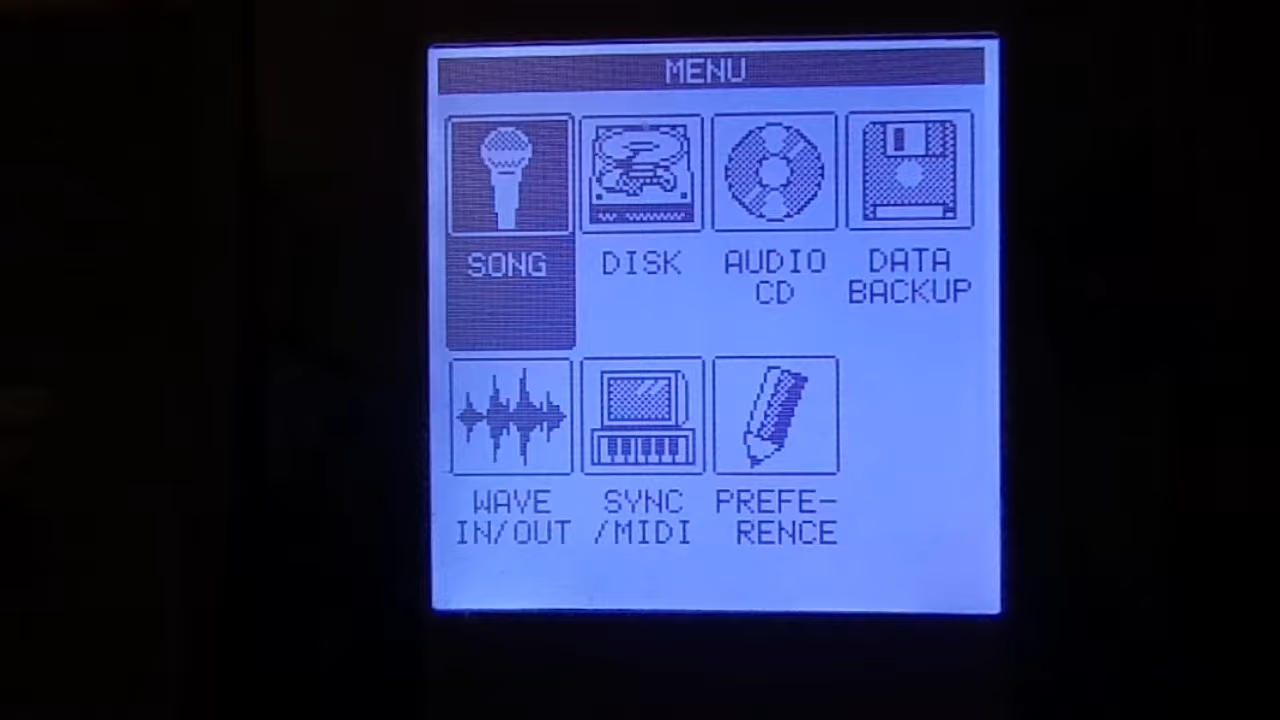 MENU
SONG
DISK
AUDIO
CD
DATA
BACKUP
WAVE
IN/OUT
SYNC
/MIDI
PREFE-
RENCE